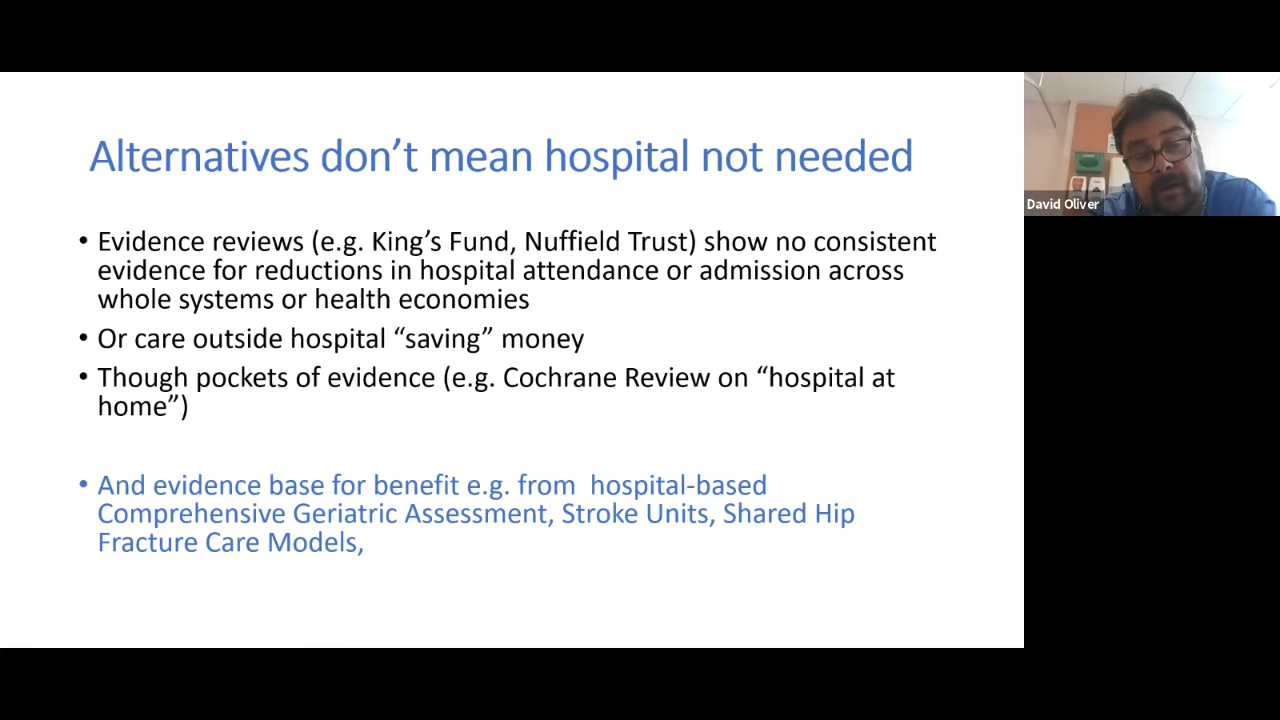 Alternatives don’t mean hospital not needed
• Evidence reviews (e.g. King’s Fund, Nuffield Trust) show no consistent
evidence for reductions in hospital attendance or admission across
whole systems or health economies
• Or care outside hospital “saving” money
• Though pockets of evidence (e.g. Cochrane Review on “hospital at
home”)
• And evidence base for benefit e.g. from  hospital-based
Comprehensive Geriatric Assessment, Stroke Units, Shared Hip
Fracture Care Models,
David Oliver